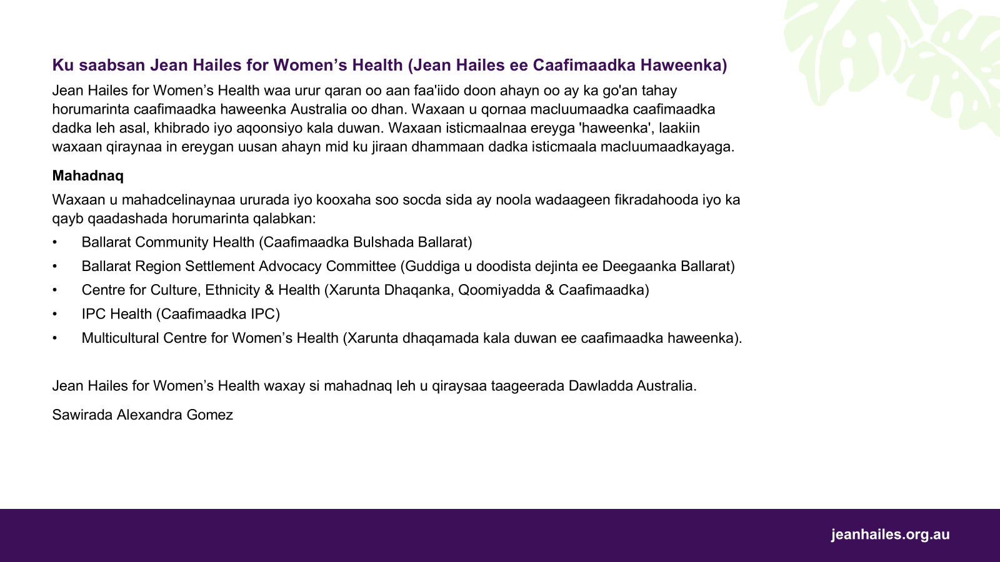 Ku saabsan Jean Hailes for Women’s Health (Jean Hailes ee Caafimaadka Haweenka)
Jean Hailes for Women’s Health waa urur qaran oo aan faa'iido doon ahayn oo ay ka go'an tahay
horumarinta caafimaadka haweenka Australia oo dhan. Waxaan u qornaa macluumaadka caafimaadka
dadka leh asal, khibrado iyo aqoonsiyo kala duwan. Waxaan isticmaalnaa ereyga 'haweenka', laakiin
waxaan qiraynaa in ereygan uusan ahayn mid ku jiraan dhammaan dadka isticmaala macluumaadkayaga.
Mahadnaq
Waxaan u mahadcelinaynaa ururada iyo kooxaha soo socda sida ay noola wadaageen fikradahooda iyo ka
qayb qaadashada horumarinta qalabkan:
• Ballarat Community Health (Caafimaadka Bulshada Ballarat)
• Ballarat Region Settlement Advocacy Committee (Guddiga u doodista dejinta ee Deegaanka Ballarat)
• Centre for Culture, Ethnicity & Health (Xarunta Dhaqanka, Qoomiyadda & Caafimaadka)
• IPC Health (Caafimaadka IPC)
• Multicultural Centre for Women’s Health (Xarunta dhaqamada kala duwan ee caafimaadka haweenka).
Jean Hailes for Women’s Health waxay si mahadnaq leh u qiraysaa taageerada Dawladda Australia.
Sawirada Alexandra Gomez
jeanhailes.org.au